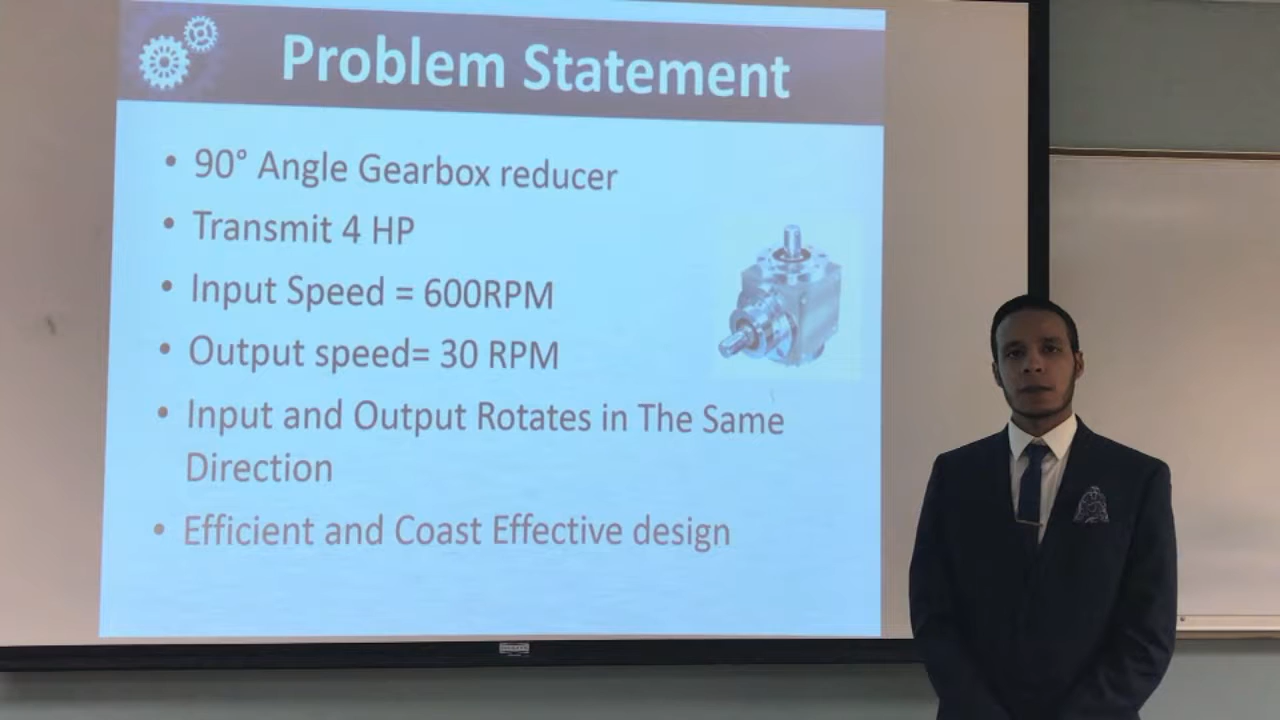 Problem Statement
• 90° Angle Gearbox reducer
• Transmit 4 HP
• Input Speed = 600RPM
• Output speed= 30 RPM
• Input and Output Rotates in The Same
Direction
• Efficient and Coast Effective design